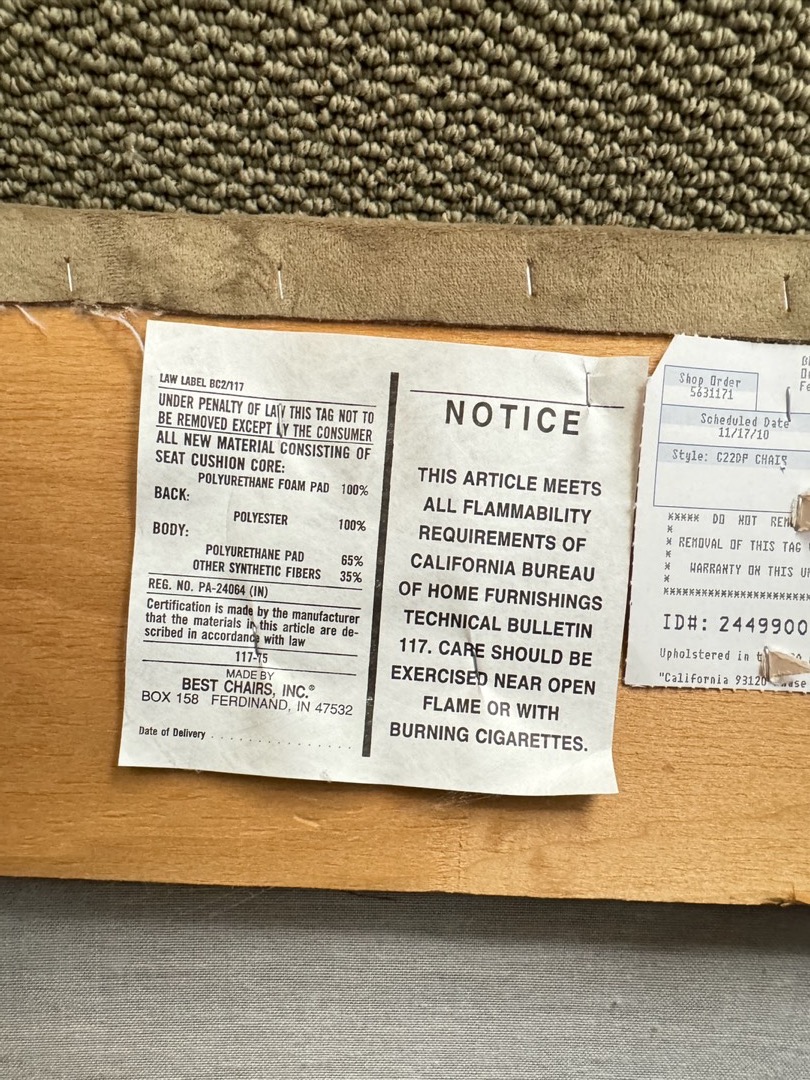 LAW LABEL BC2/117
UNDER PENALTY OF LAW THIS TAG NOT TO
BE REMOVED EXCEPT BY THE CONSUMER
ALL NEW MATERIAL CONSISTING OF
SEAT CUSHION CORE:
POLYURETHANE FOAM PAD 100%
BACK:
POLYESTER 100%
BODY:
POLYURETHANE PAD 65%
OTHER SYNTHETIC FIBERS 35%
REG. NO. PA-24064 (IN)
Certification is made by the manufacturer
that the materials in this article are de-
scribed in accordance with law
117-75
MADE BY
BEST CHAIRS, INC.®
BOX 158 FERDINAND, IN 47532
Date of Delivery . . . . . . . . . . . . . . .
NOTICE
THIS ARTICLE MEETS
ALL FLAMMABILITY
REQUIREMENTS OF
CALIFORNIA BUREAU
OF HOME FURNISHINGS
TECHNICAL BULLETIN
117. CARE SHOULD BE
EXERCISED NEAR OPEN
FLAME OR WITH
BURNING CIGARETTES.
Shop Order
5631171
Scheduled Date
11/17/10
Style: C22DP CHAIR
***** DO NOT
*
* REMOVAL OF THIS TAG
*
* WARRANTY ON THIS
*
ID#: 2449900
Upholstered in
"California 93120